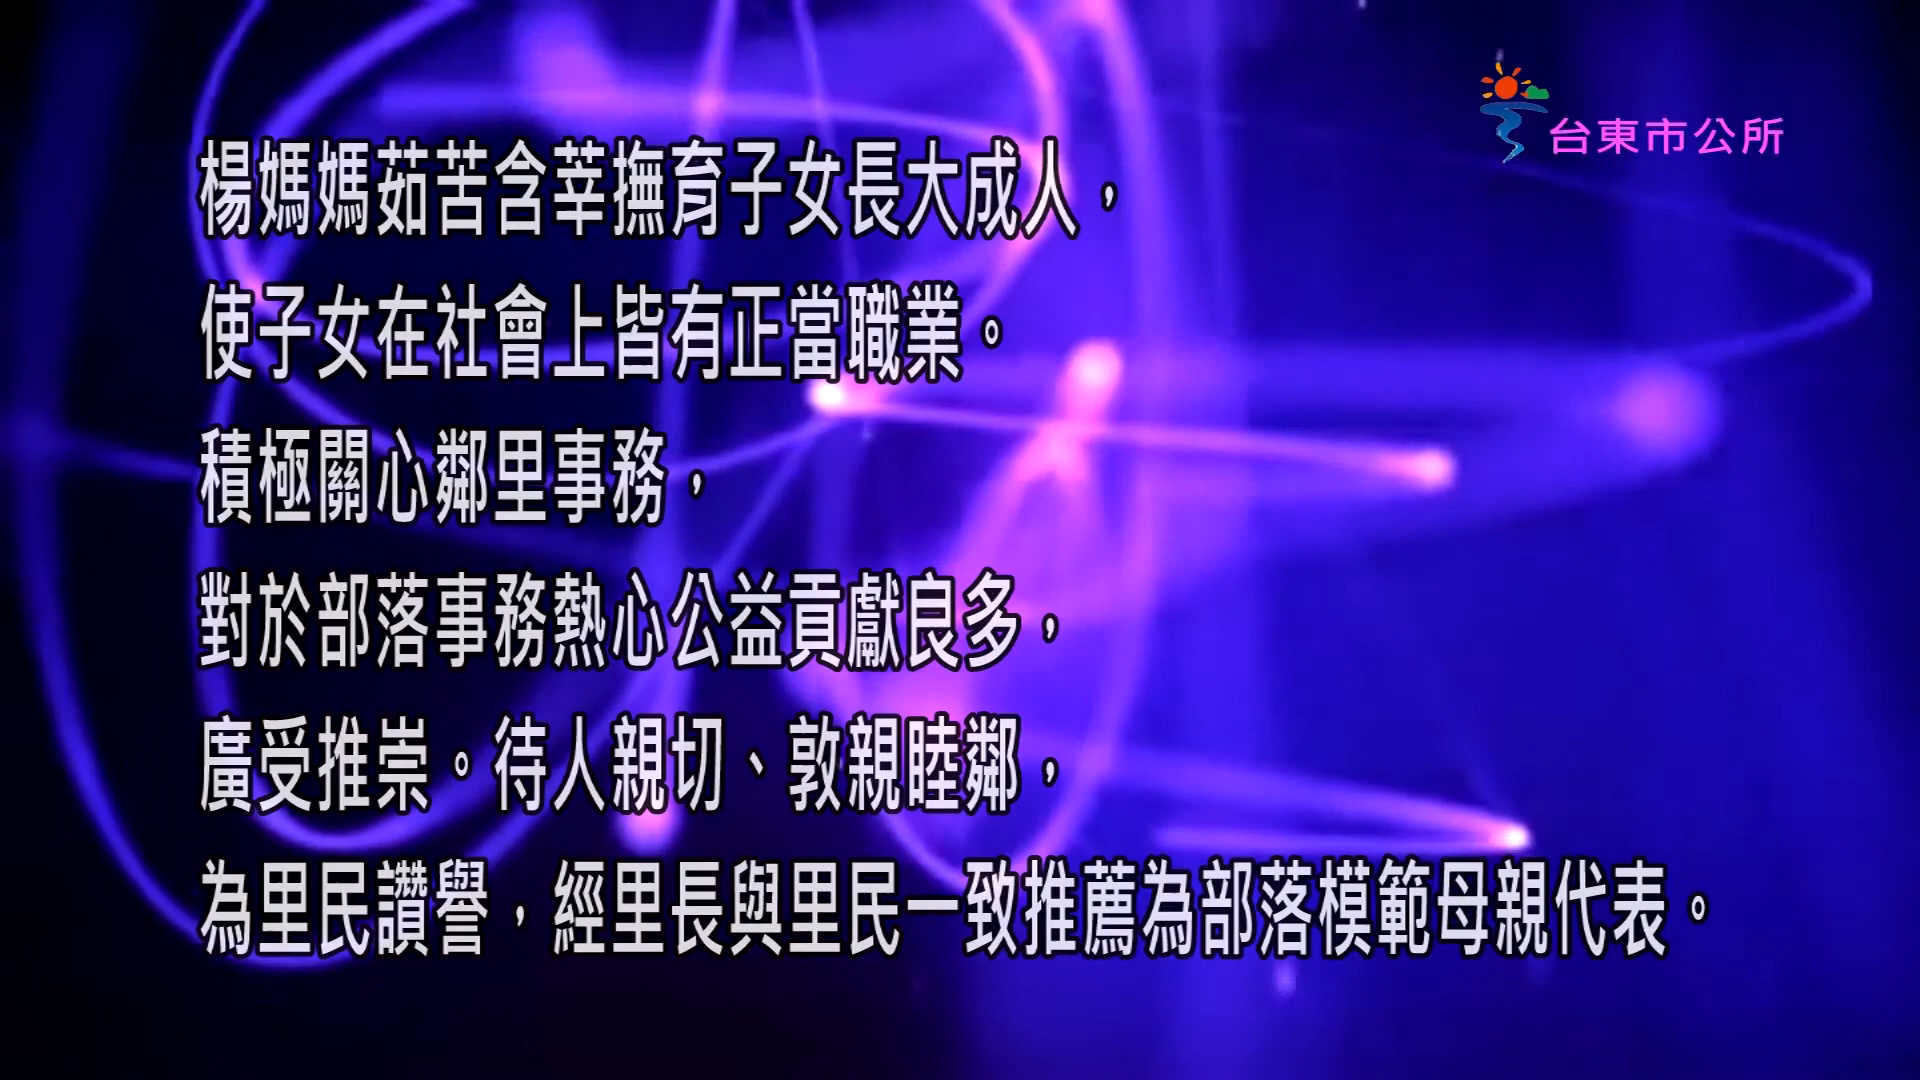 台東市公所
楊媽媽茹苦含莘撫育子女長大成人，
使子女在社會上皆有正當職業。
積極關心鄰里事務，
對於部落事務熱心公益貢獻良多，
廣受推崇。待人親切、敦親睦鄰，
為里民讚譽，經里長與里民一致推薦為部落模範母親代表。